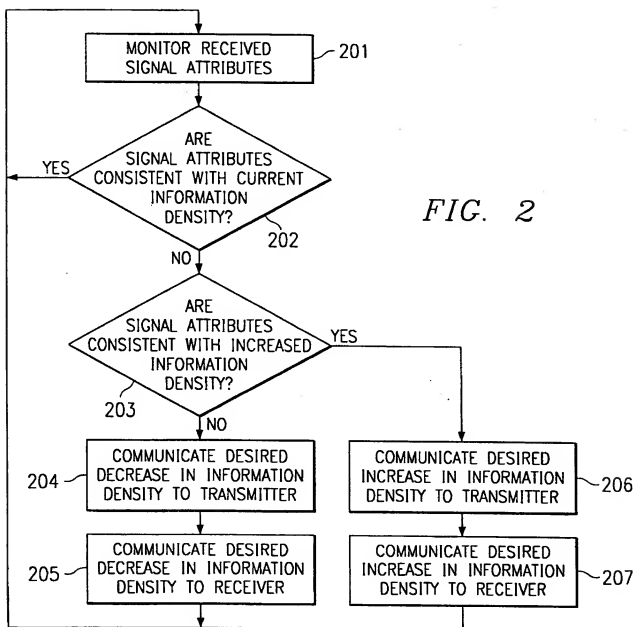 MONITOR RECEIVED
SIGNAL ATTRIBUTES
201
ARE
SIGNAL ATTRIBUTES
CONSISTENT WITH CURRENT
INFORMATION
DENSITY?
YES
202
NO
FIG. 2
ARE
SIGNAL ATTRIBUTES
CONSISTENT WITH INCREASED
INFORMATION
DENSITY?
YES
203
NO
204
COMMUNICATE DESIRED
DECREASE IN INFORMATION
DENSITY TO TRANSMITTER
COMMUNICATE DESIRED
INCREASE IN INFORMATION
DENSITY TO TRANSMITTER
206
205
COMMUNICATE DESIRED
DECREASE IN INFORMATION
DENSITY TO RECEIVER
COMMUNICATE DESIRED
INCREASE IN INFORMATION
DENSITY TO RECEIVER
207